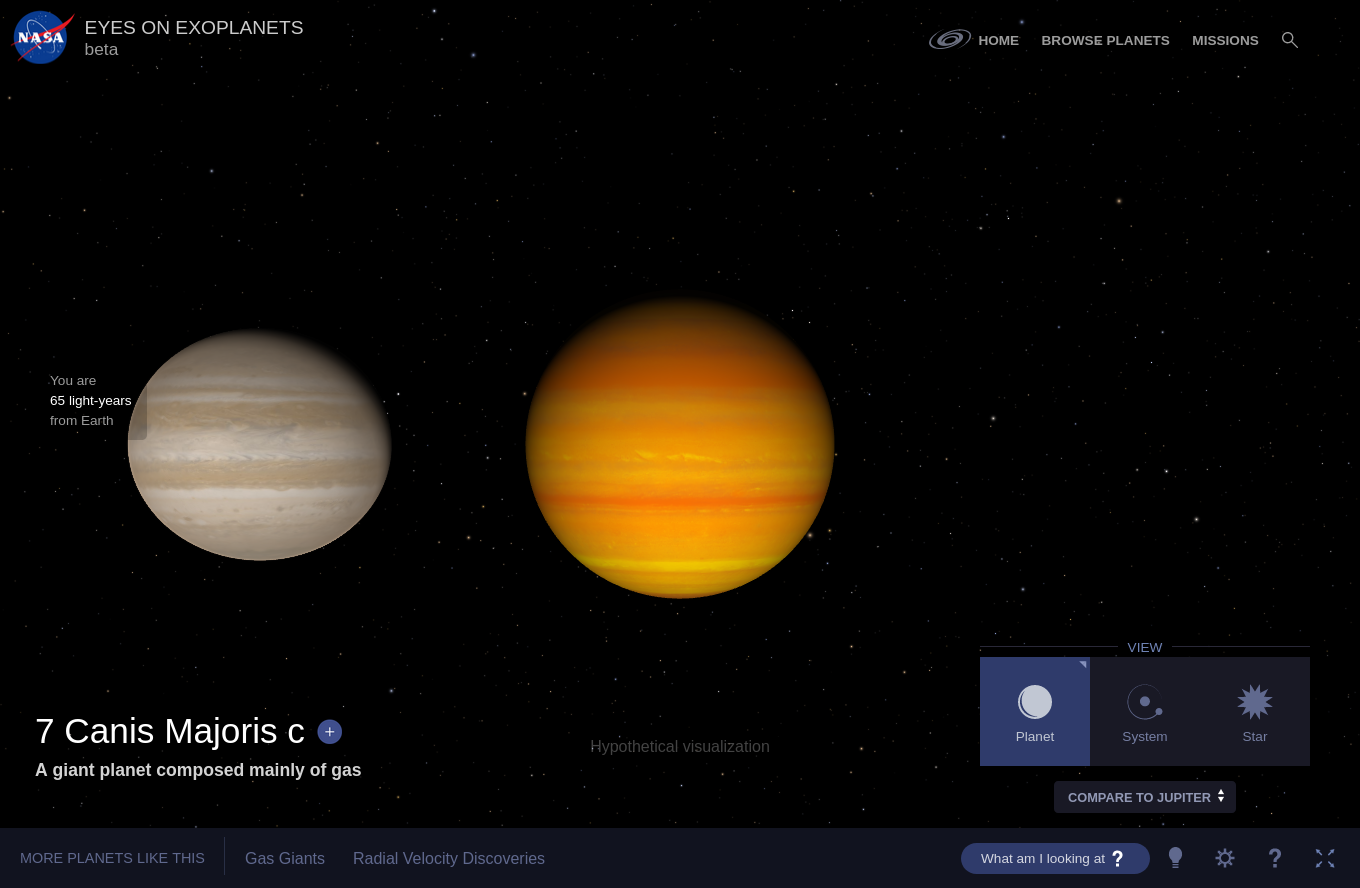 NASA
EYES ON EXOPLANETS
beta
HOME
BROWSE PLANETS
MISSIONS
You are
65 light-years
from Earth
7 Canis Majoris c +
A giant planet composed mainly of gas
Hypothetical visualization
VIEW
Planet
System
Star
COMPARE TO JUPITER
MORE PLANETS LIKE THIS
Gas Giants
Radial Velocity Discoveries
What am I looking at ?
?